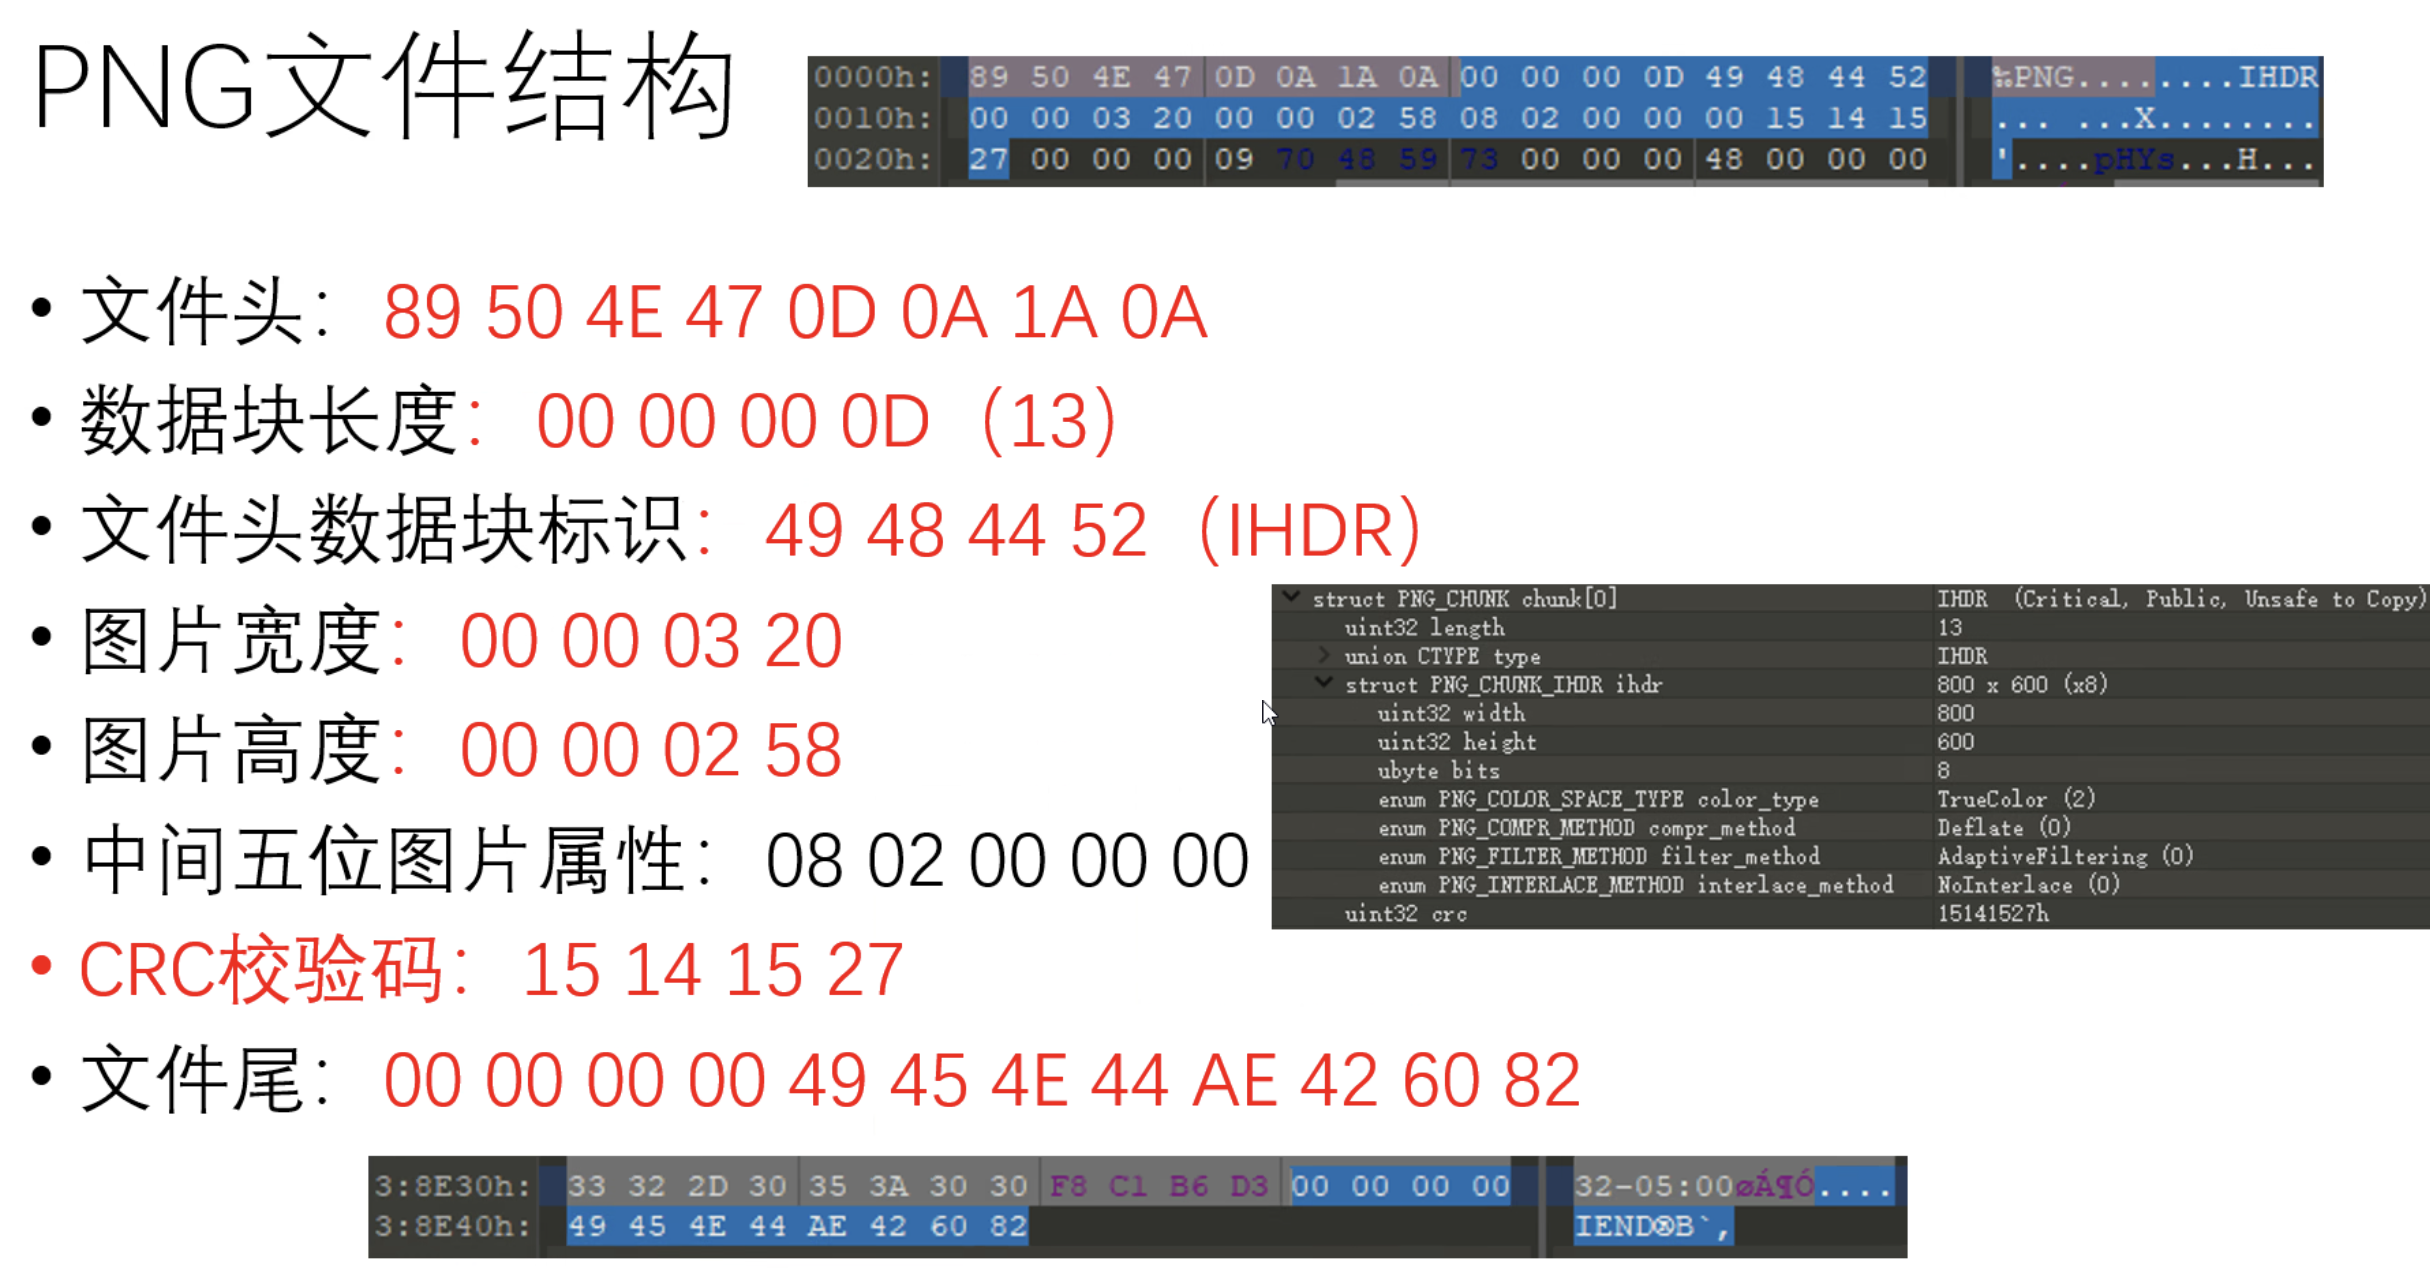 PNG文件结构
0000h: 89 50 4E 47 0D 0A 1A 0A 00 00 00 0D 49 48 44 52 ‰PNG........IHDR
0010h: 00 00 03 20 00 00 02 58 08 02 00 00 00 15 14 15 ... ...X........
0020h: 27 00 00 00 09 70 48 59 73 00 00 00 48 00 00 00 '....pHYs...H...
• 文件头： 89 50 4E 47 0D 0A 1A 0A
• 数据块长度： 00 00 00 0D（13）
• 文件头数据块标识： 49 48 44 52（IHDR）
• 图片宽度： 00 00 03 20
• 图片高度： 00 00 02 58
• 中间五位图片属性： 08 02 00 00 00
• CRC校验码： 15 14 15 27
• 文件尾： 00 00 00 00 49 45 4E 44 AE 42 60 82
struct PNG_CHUNK chunk[0] IHDR (Critical, Public, Unsafe to Copy)
uint32 length 13
union CTYPE type IHDR
struct PNG_CHUNK_IHDR ihdr 800 x 600 (x8)
uint32 width 800
uint32 height 600
ubyte bits 8
enum PNG_COLOR_SPACE_TYPE color_type TrueColor (2)
enum PNG_COMPR_METHOD compr_method Deflate (0)
enum PNG_FILTER_METHOD filter_method AdaptiveFiltering (0)
enum PNG_INTERLACE_METHOD interlace_method NoInterlace (0)
uint32 crc 15141527h
3:8E30h: 33 32 2D 30 35 3A 30 30 F8 C1 B6 D3 00 00 00 00 32-05:00øÁ¶Ó....
3:8E40h: 49 45 4E 44 AE 42 60 82 IEND®B`‚